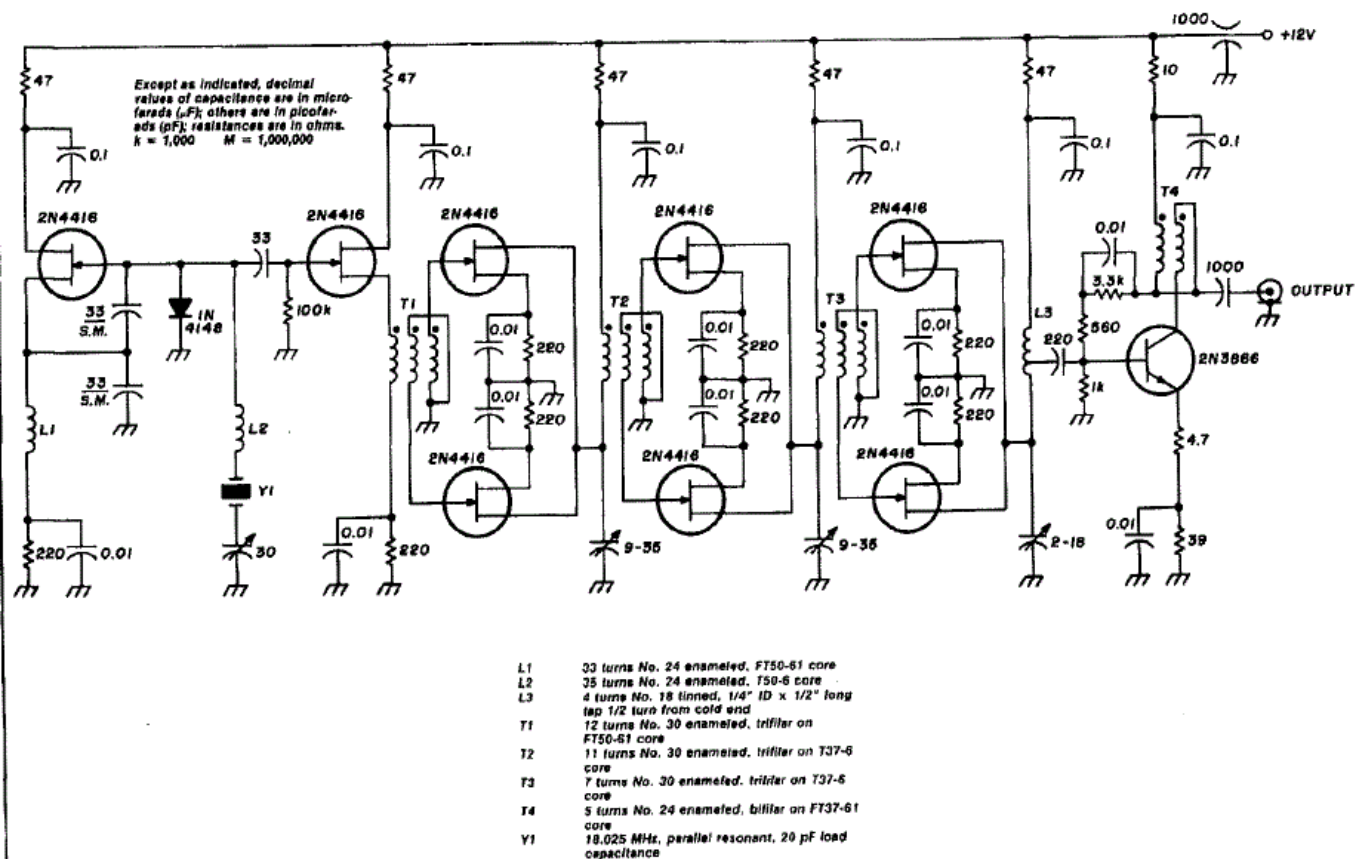 1000
+12V
47
47
47
47
47
10
Except as indicated, decimal
values of capacitance are in micro-
farads (µF); others are in picofar-
ads (pF); resistances are in ohms.
k = 1,000 M = 1,000,000
0.1
0.1
0.1
0.1
0.1
0.1
T4
2N4416
2N4416
2N4416
2N4416
2N4416
33
0.01
3.3k
1000
OUTPUT
33
S.M.
1N
4148
100k
T1
T2
T3
L3
560
220
2N3866
1k
0.01
220
0.01
220
0.01
220
0.01
220
0.01
220
0.01
220
33
S.M.
L1
L2
4.7
2N4416
2N4416
2N4416
Y1
220
0.01
30
0.01
220
9-35
9-35
2-18
0.01
39
L1 33 turns No. 24 enameled, FT50-61 core
L2 35 turns No. 24 enameled, T50-6 core
L3 4 turns No. 18 tinned, 1/4" ID x 1/2" long
tap 1/2 turn from cold end
T1 12 turns No. 30 enameled, trifilar on
FT50-61 core
T2 11 turns No. 30 enameled, trifilar on T37-6
core
T3 7 turns No. 30 enameled, trifilar on T37-6
core
T4 5 turns No. 24 enameled, bifilar on FT37-61
core
Y1 18.025 MHz, parallel resonant, 20 pF load
capacitance